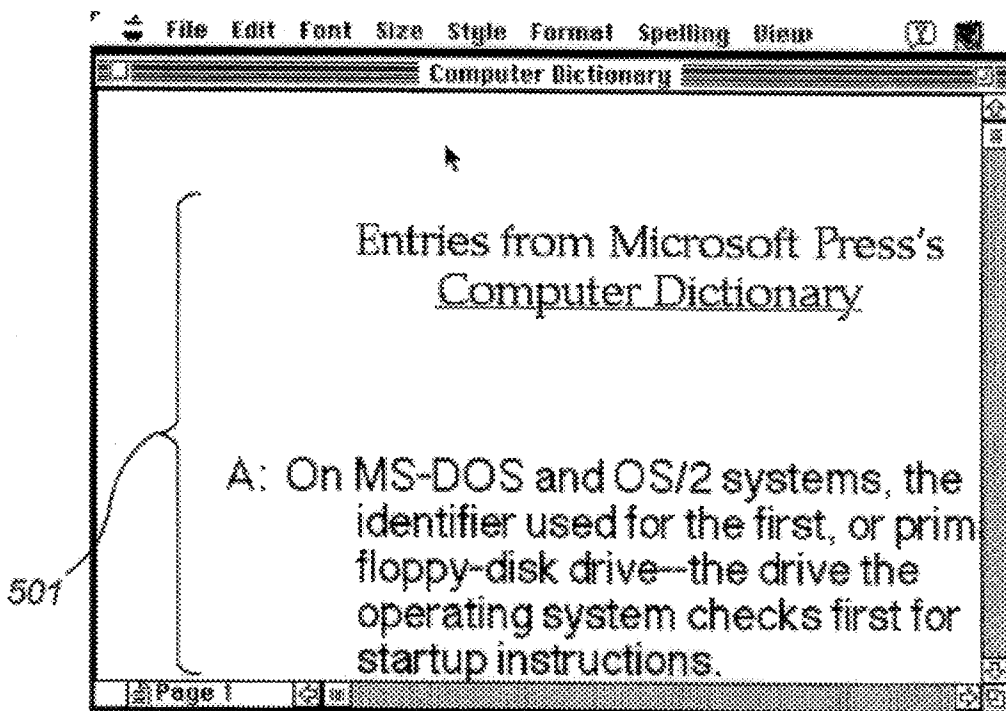 File Edit Font Size Style Format Spelling View
Computer Dictionary
Entries from Microsoft Press's
Computer Dictionary
A: On MS-DOS and OS/2 systems, the
identifier used for the first, or prim
floppy-disk drive—the drive the
operating system checks first for
startup instructions.
501
Page 1